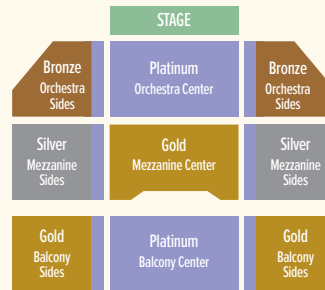 STAGE
Bronze
Orchestra
Sides
Platinum
Orchestra Center
Bronze
Orchestra
Sides
Silver
Mezzanine
Sides
Gold
Mezzanine Center
Silver
Mezzanine
Sides
Gold
Balcony
Sides
Platinum
Balcony Center
Gold
Balcony
Sides